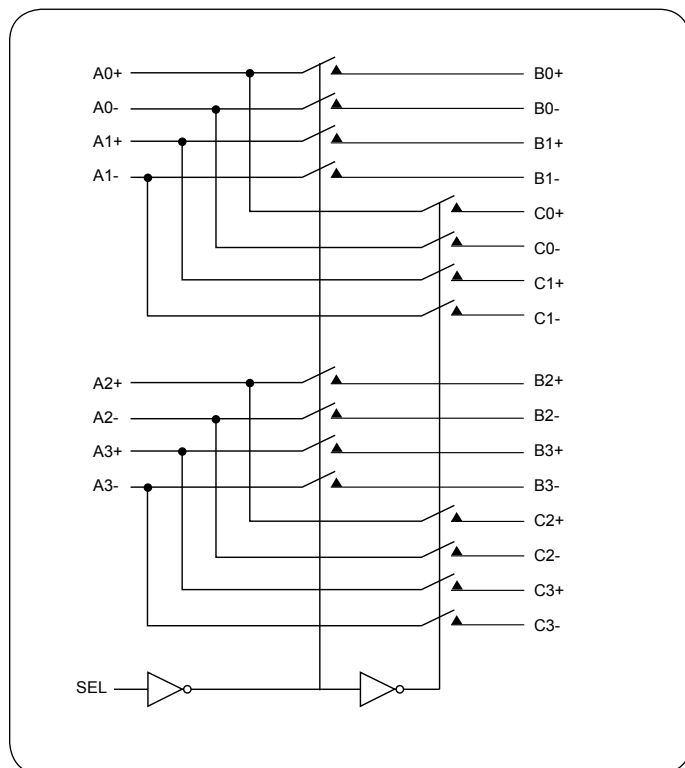 A0+ B0+
A0- B0-
A1+ B1+
A1- B1-
C0+
C0-
C1+
C1-
A2+ B2+
A2- B2-
A3+ B3+
A3- B3-
C2+
C2-
C3+
C3-
SEL